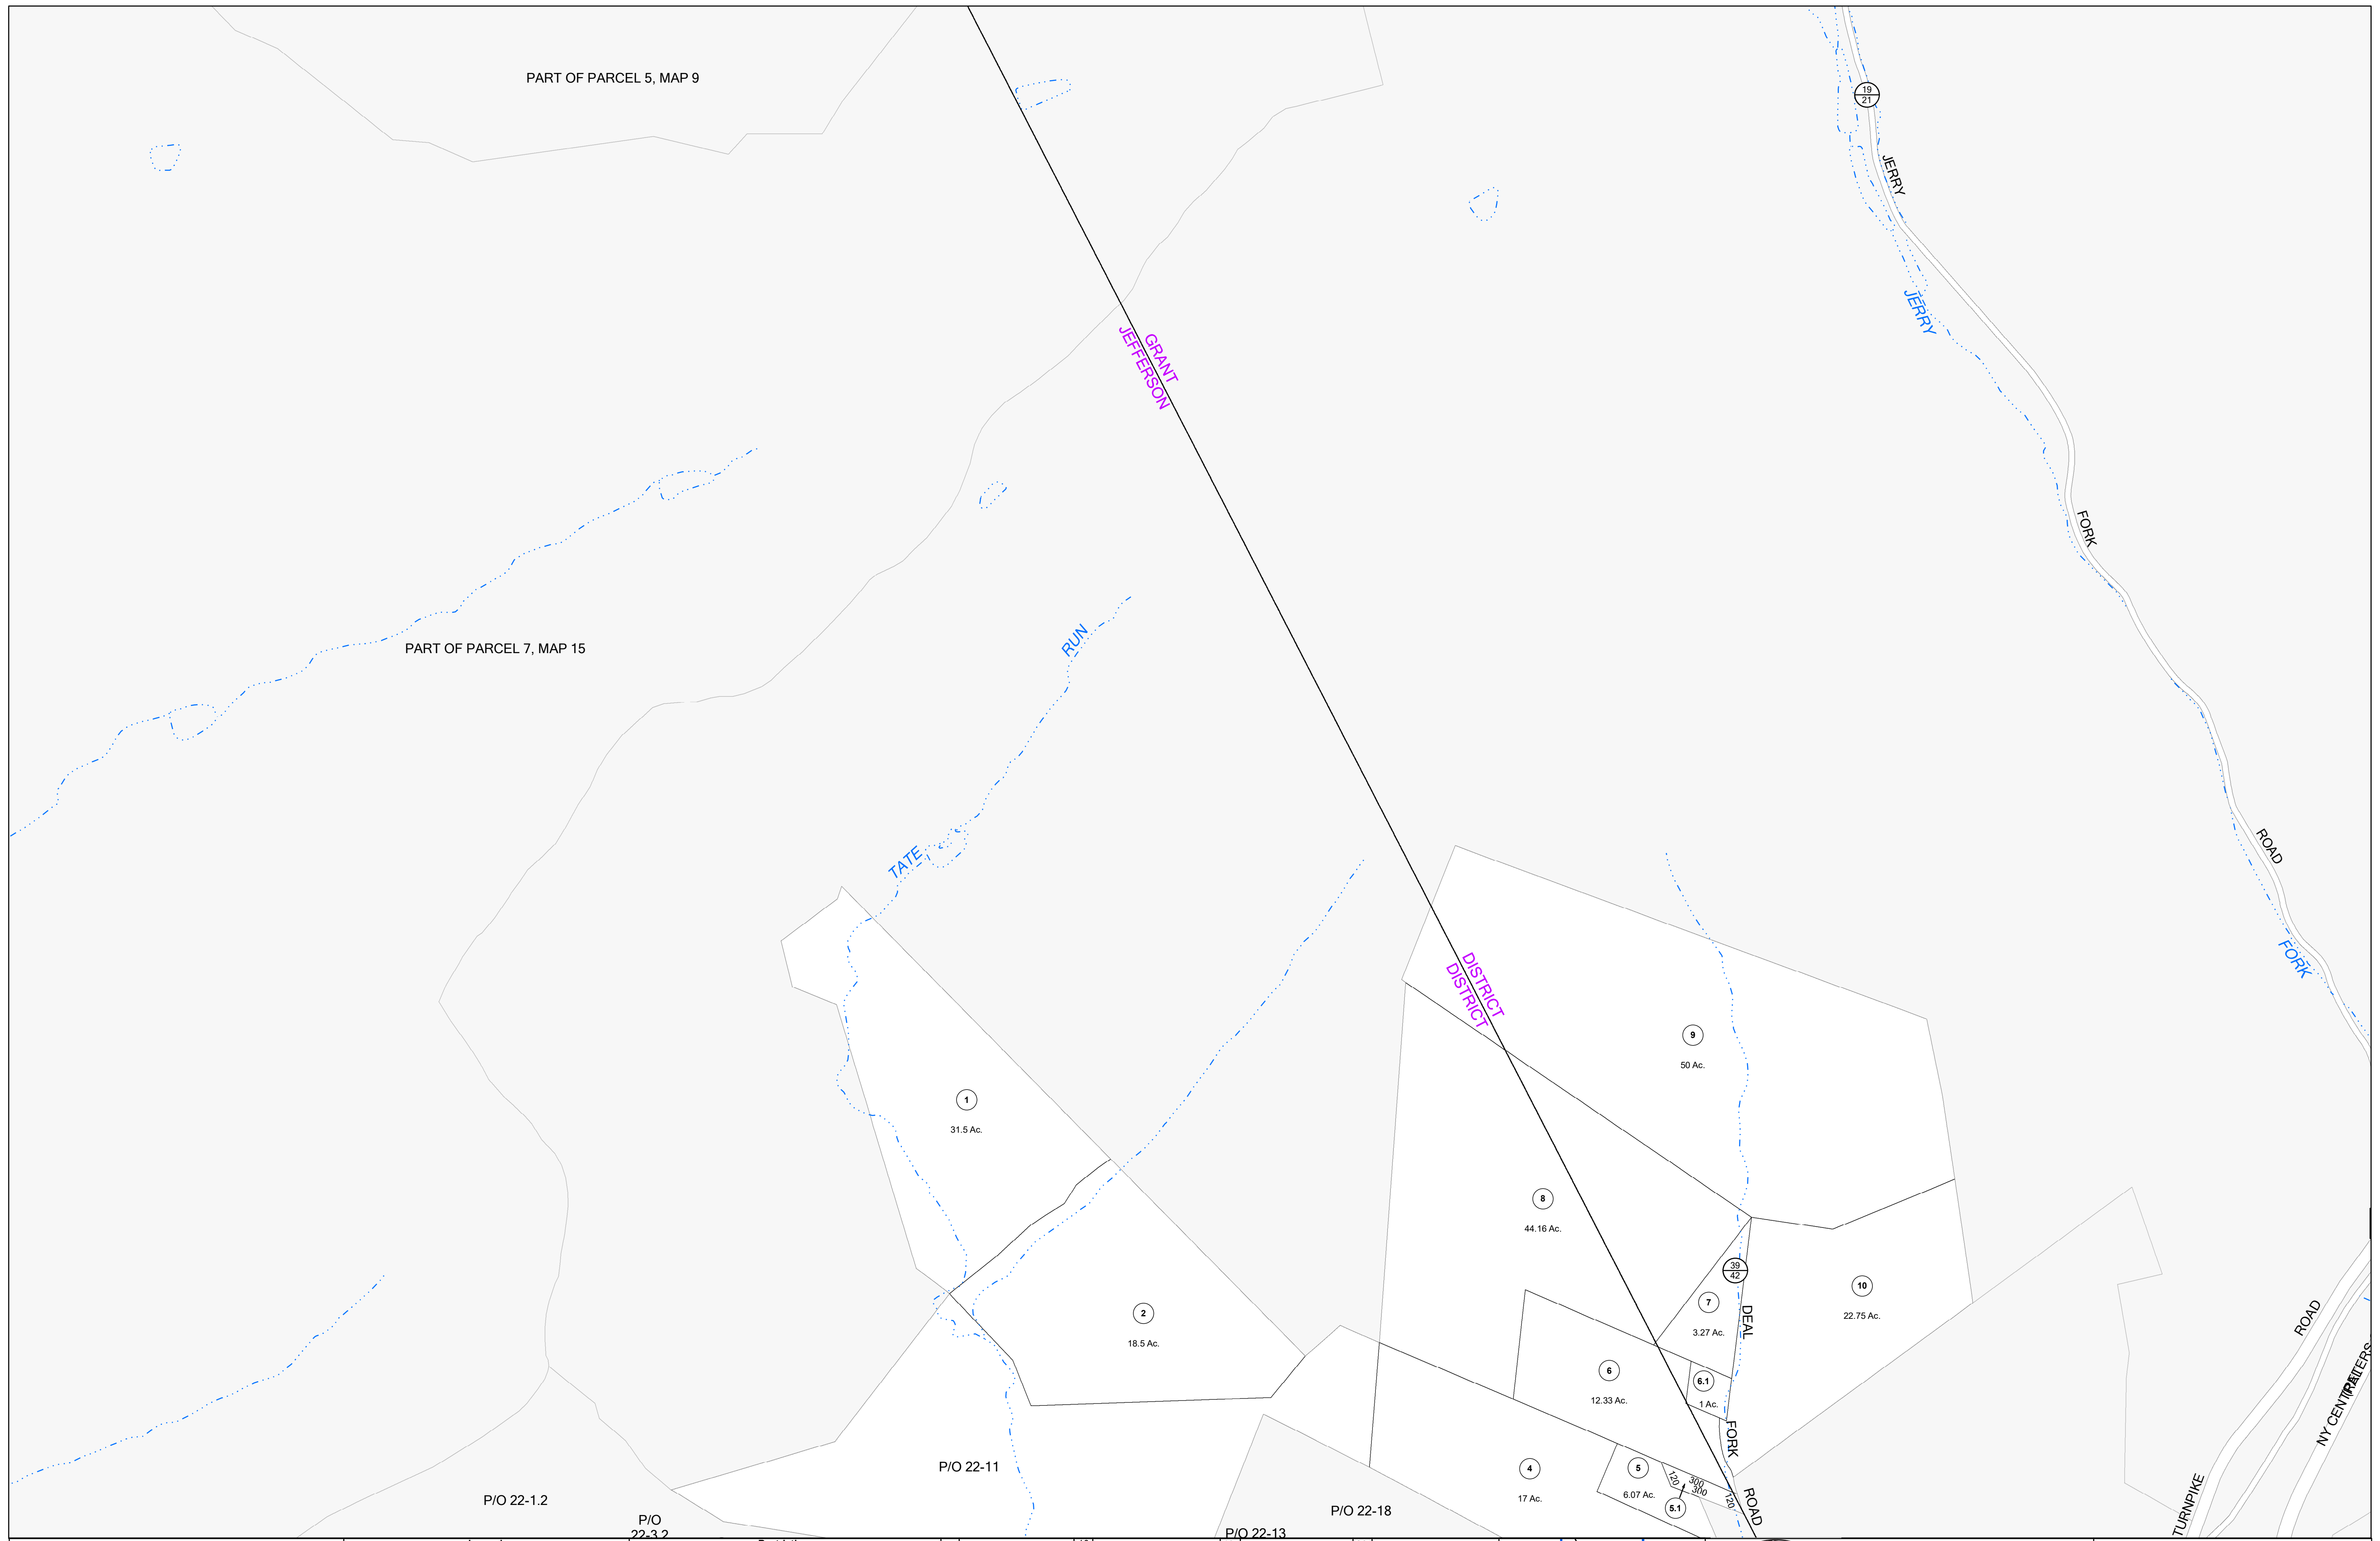 PART OF PARCEL 5, MAP 9
19
21
JERRY
JERRY
GRANT
JEFFERSON
FORK
RUN
PART OF PARCEL 7, MAP 15
ROAD
TATE
FORK
DISTRICT
DISTRICT
9
50 Ac.
1
31.5 Ac.
8
44.16 Ac.
39
42
10
22.75 Ac.
7
3.27 Ac.
DEAL
2
18.5 Ac.
ROAD
6
12.33 Ac.
6.1
1 Ac.
NY CENTRAL
FORK
P/O 22-11
4
17 Ac.
5
6.07 Ac.
120
300
300
5.1
120
ROAD
TURNPIKE
P/O 22-1.2
P/O 22-18
P/O
22-3.2
P/O 22-13